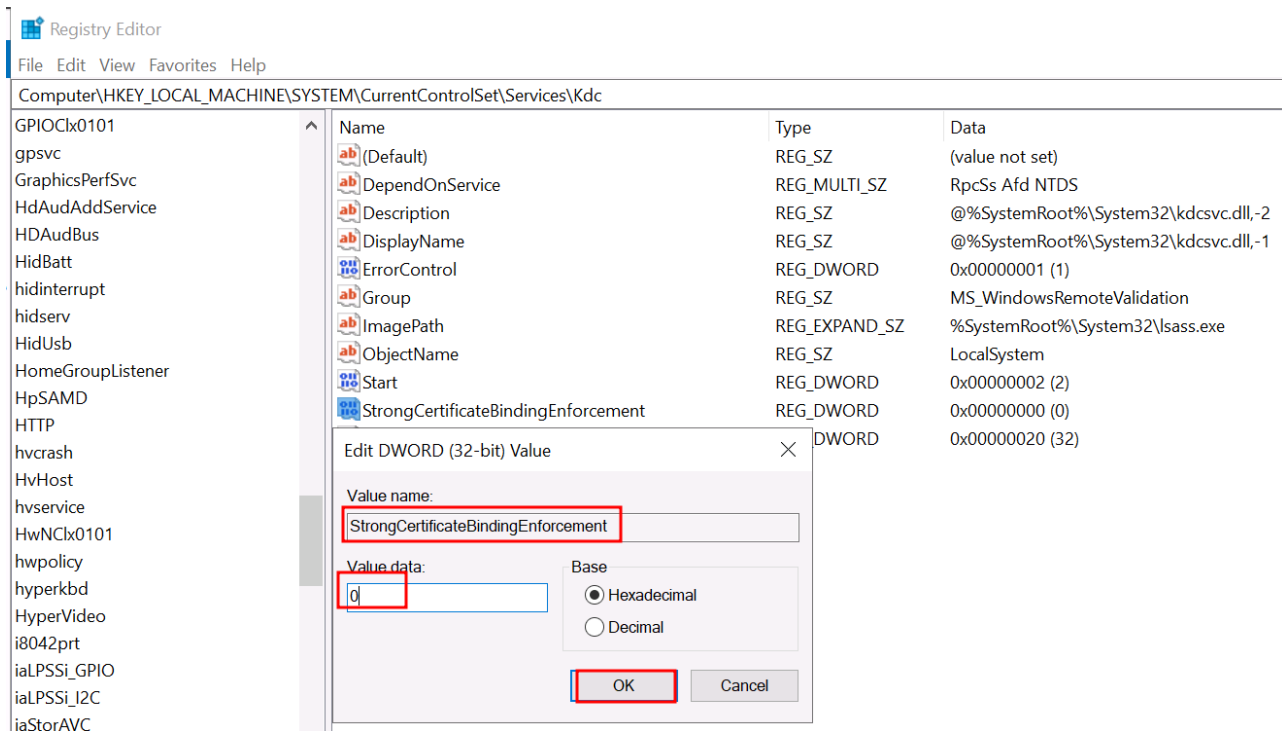 Registry Editor
File Edit View Favorites Help
Computer\HKEY_LOCAL_MACHINE\SYSTEM\CurrentControlSet\Services\Kdc
GPIOClx0101
gpsvc
GraphicsPerfSvc
HdAudAddService
HDAudBus
HidBatt
hidinterrupt
hidserv
HidUsb
HomeGroupListener
HpSAMD
HTTP
hvcrash
HvHost
hvservice
HwNClx0101
hwpolicy
hyperkbd
HyperVideo
i8042prt
iaLPSSi_GPIO
iaLPSSi_I2C
iaStorAVC
Name Type Data
(Default) REG_SZ (value not set)
DependOnService REG_MULTI_SZ RpcSs Afd NTDS
Description REG_SZ @%SystemRoot%\System32\kdcsvc.dll,-2
DisplayName REG_SZ @%SystemRoot%\System32\kdcsvc.dll,-1
ErrorControl REG_DWORD 0x00000001 (1)
Group REG_SZ MS_WindowsRemoteValidation
ImagePath REG_EXPAND_SZ %SystemRoot%\System32\lsass.exe
ObjectName REG_SZ LocalSystem
Start REG_DWORD 0x00000002 (2)
StrongCertificateBindingEnforcement REG_DWORD 0x00000000 (0)
DWORD 0x00000020 (32)
Edit DWORD (32-bit) Value
Value name:
StrongCertificateBindingEnforcement
Value data:
0
Base
Hexadecimal
Decimal
OK Cancel